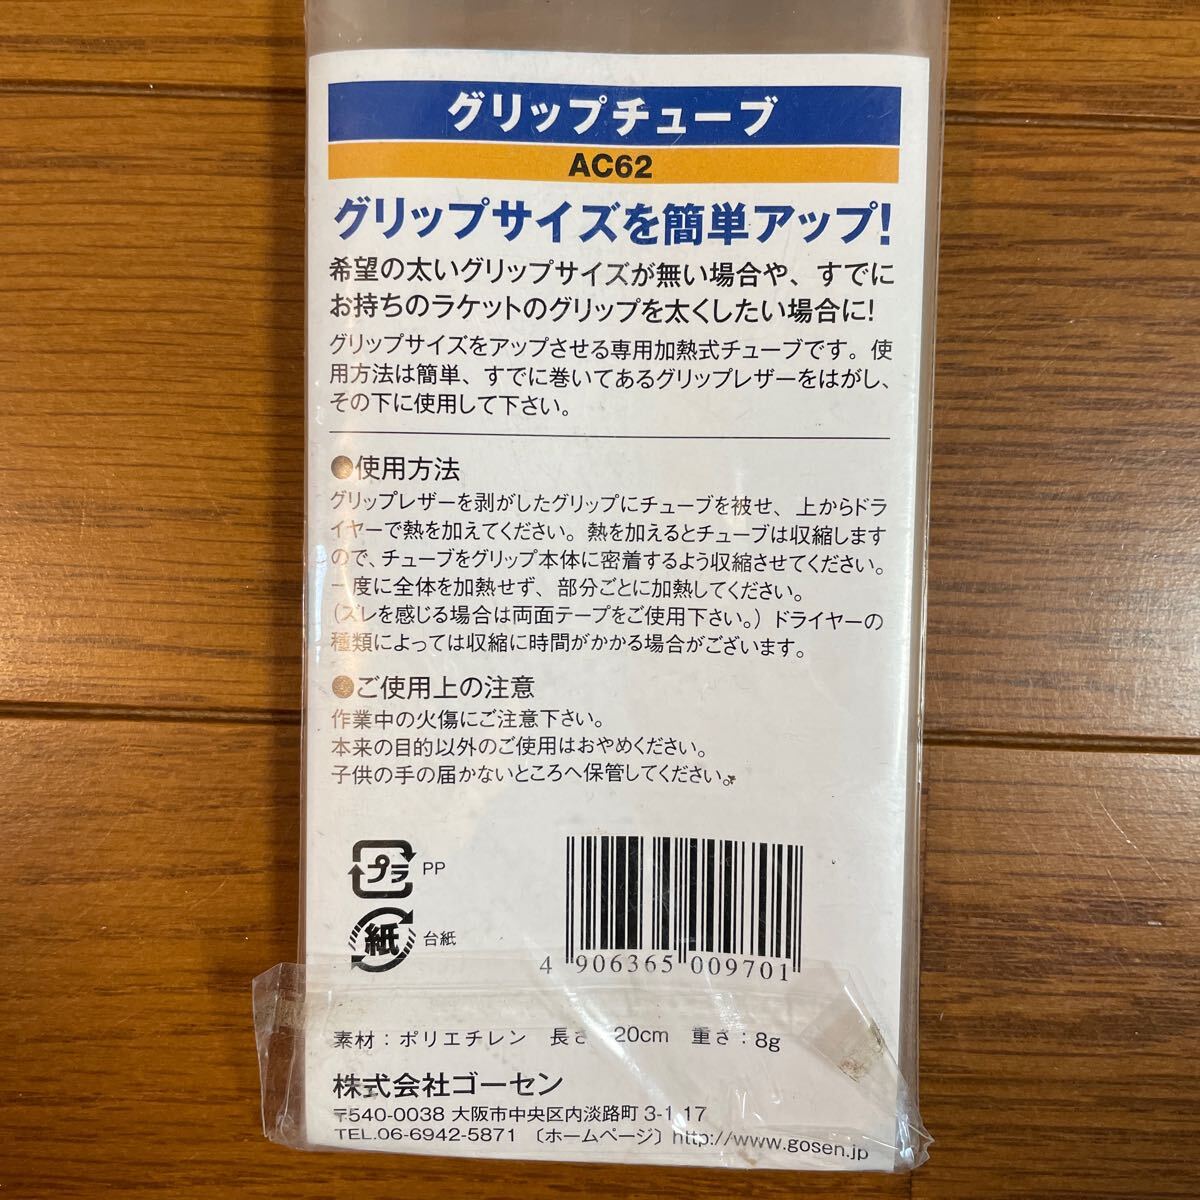 グリップチューブ
AC62
グリップサイズを簡単アップ!
希望の太いグリップサイズが無い場合や、すでに
お持ちのラケットのグリップを太くしたい場合に!
グリップサイズをアップさせる専用加熱式チューブです。使
用方法は簡単、すでに巻いてあるグリップレザーをはがし、
その下に使用して下さい。
●使用方法
グリップレザーを剥がしたグリップにチューブを被せ、上からドラ
イヤーで熱を加えてください。熱を加えるとチューブは収縮します
ので、チューブをグリップ本体に密着するよう収縮させてください。
一度に全体を加熱せず、部分ごとに加熱してください。
(ズレを感じる場合は両面テープをご使用下さい。)ドライヤーの
種類によっては収縮に時間がかかる場合がございます。
●ご使用上の注意
作業中の火傷にご注意下さい。
本来の目的以外のご使用はおやめください。
子供の手の届かないところへ保管してください。
プラ PP
紙 台紙
4 906365 009701
素材:ポリエチレン 長さ 20cm 重さ:8g
株式会社ゴーセン
〒540-0038 大阪市中央区内淡路町3-1-17
TEL.06-6942-5871 〔ホームページ〕http://www.gosen.jp